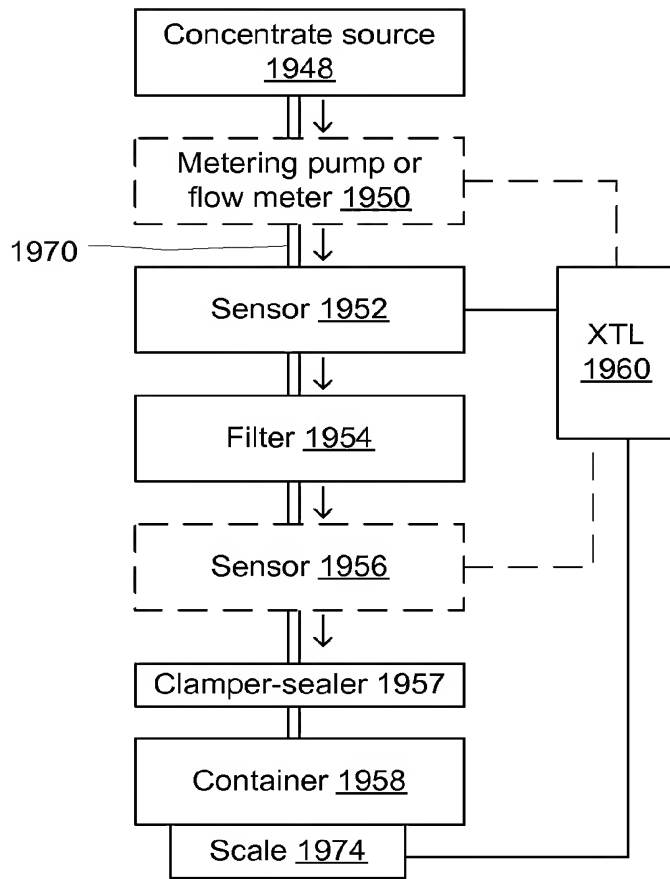 Concentrate source
1948
Metering pump or
flow meter 1950
1970
Sensor 1952
XTL
1960
Filter 1954
Sensor 1956
Clamper-sealer 1957
Container 1958
Scale 1974